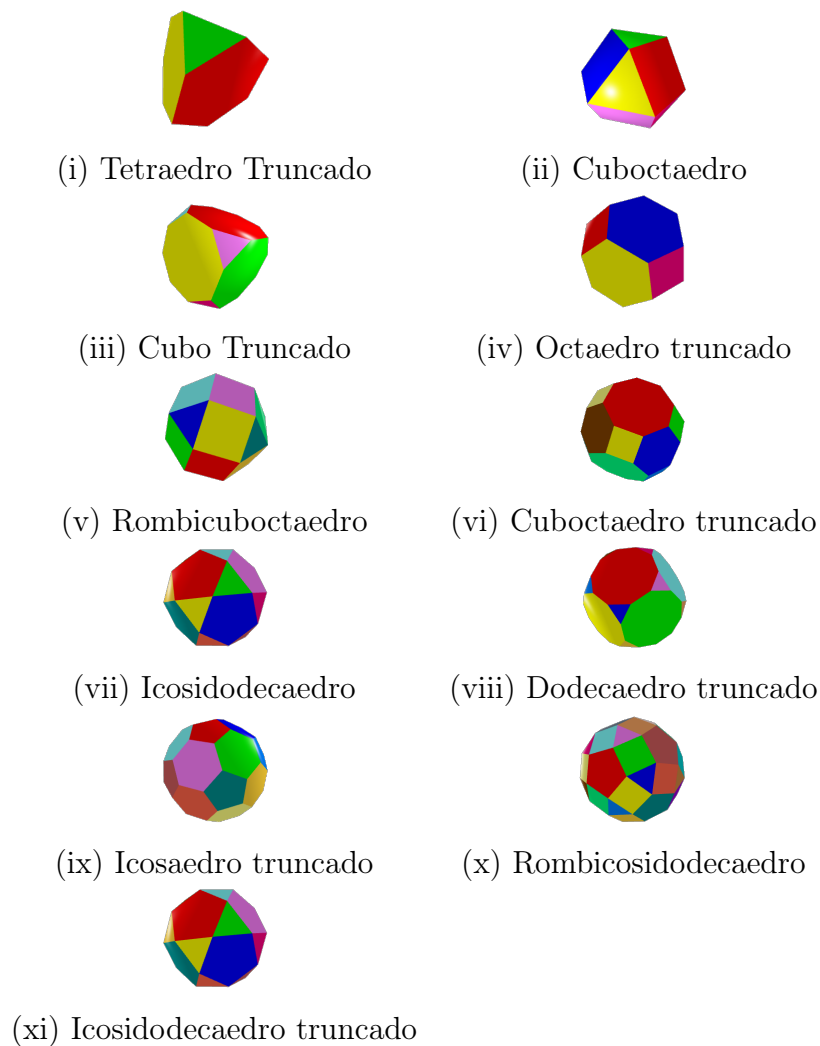 (i) Tetraedro Truncado
(ii) Cuboctaedro
(iii) Cubo Truncado
(iv) Octaedro truncado
(v) Rombicuboctaedro
(vi) Cuboctaedro truncado
(vii) Icosidodecaedro
(viii) Dodecaedro truncado
(ix) Icosaedro truncado
(x) Rombicosidodecaedro
(xi) Icosidodecaedro truncado